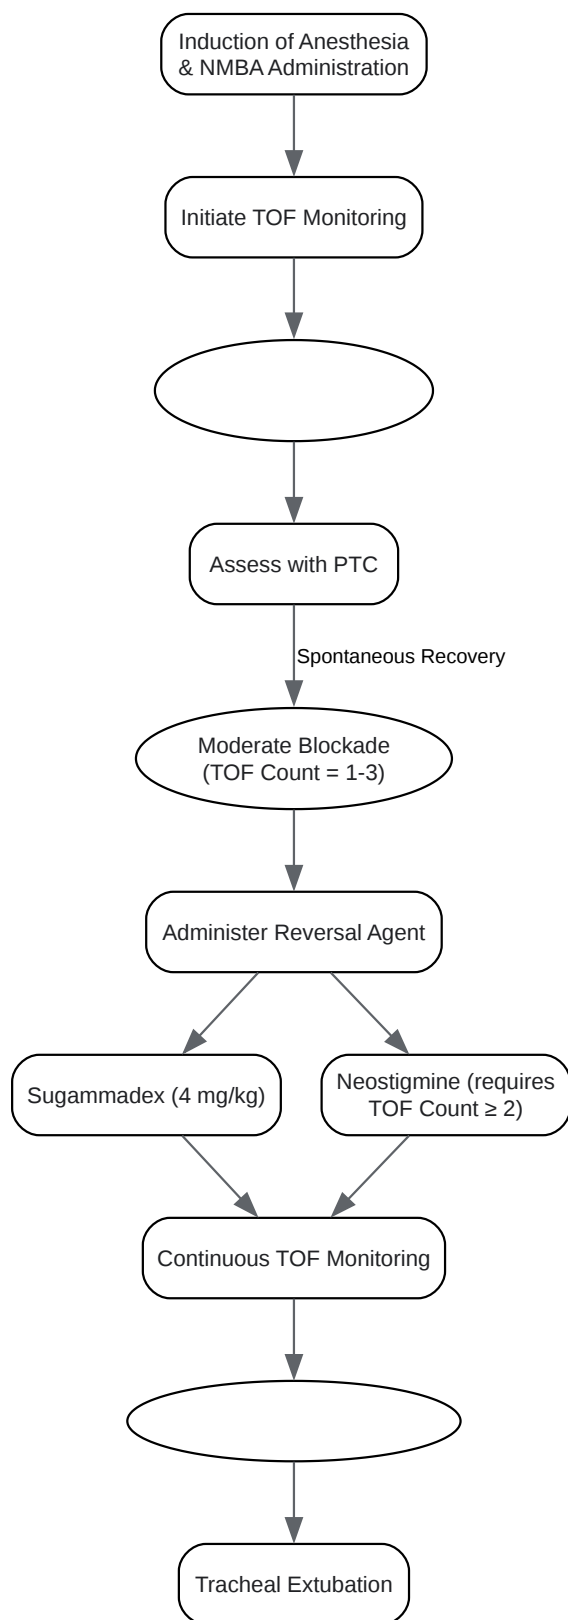 Induction of Anesthesia
& NMBA Administration
Initiate TOF Monitoring
Assess with PTC
Spontaneous Recovery
Moderate Blockade
(TOF Count = 1-3)
Administer Reversal Agent
Sugammadex (4 mg/kg)
Neostigmine (requires
TOF Count ≥ 2)
Continuous TOF Monitoring
Tracheal Extubation